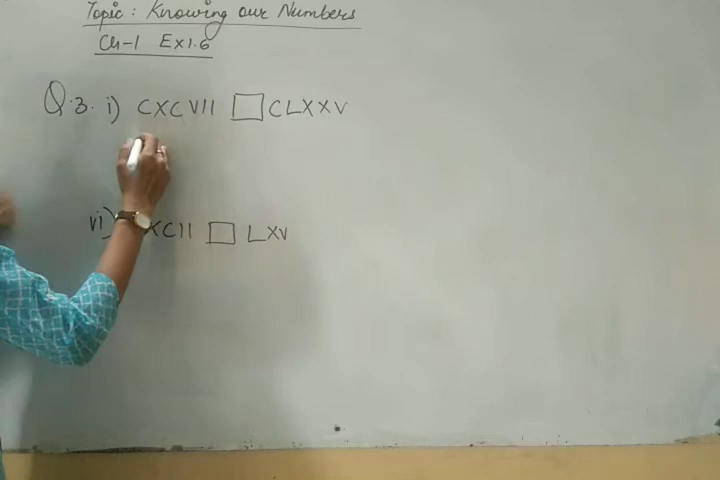 Topic : Knowing our Numbers
Ch-1 Ex1.6
Q.3. i) CXCVII □ CLXXV
vi) XCII □ LXV